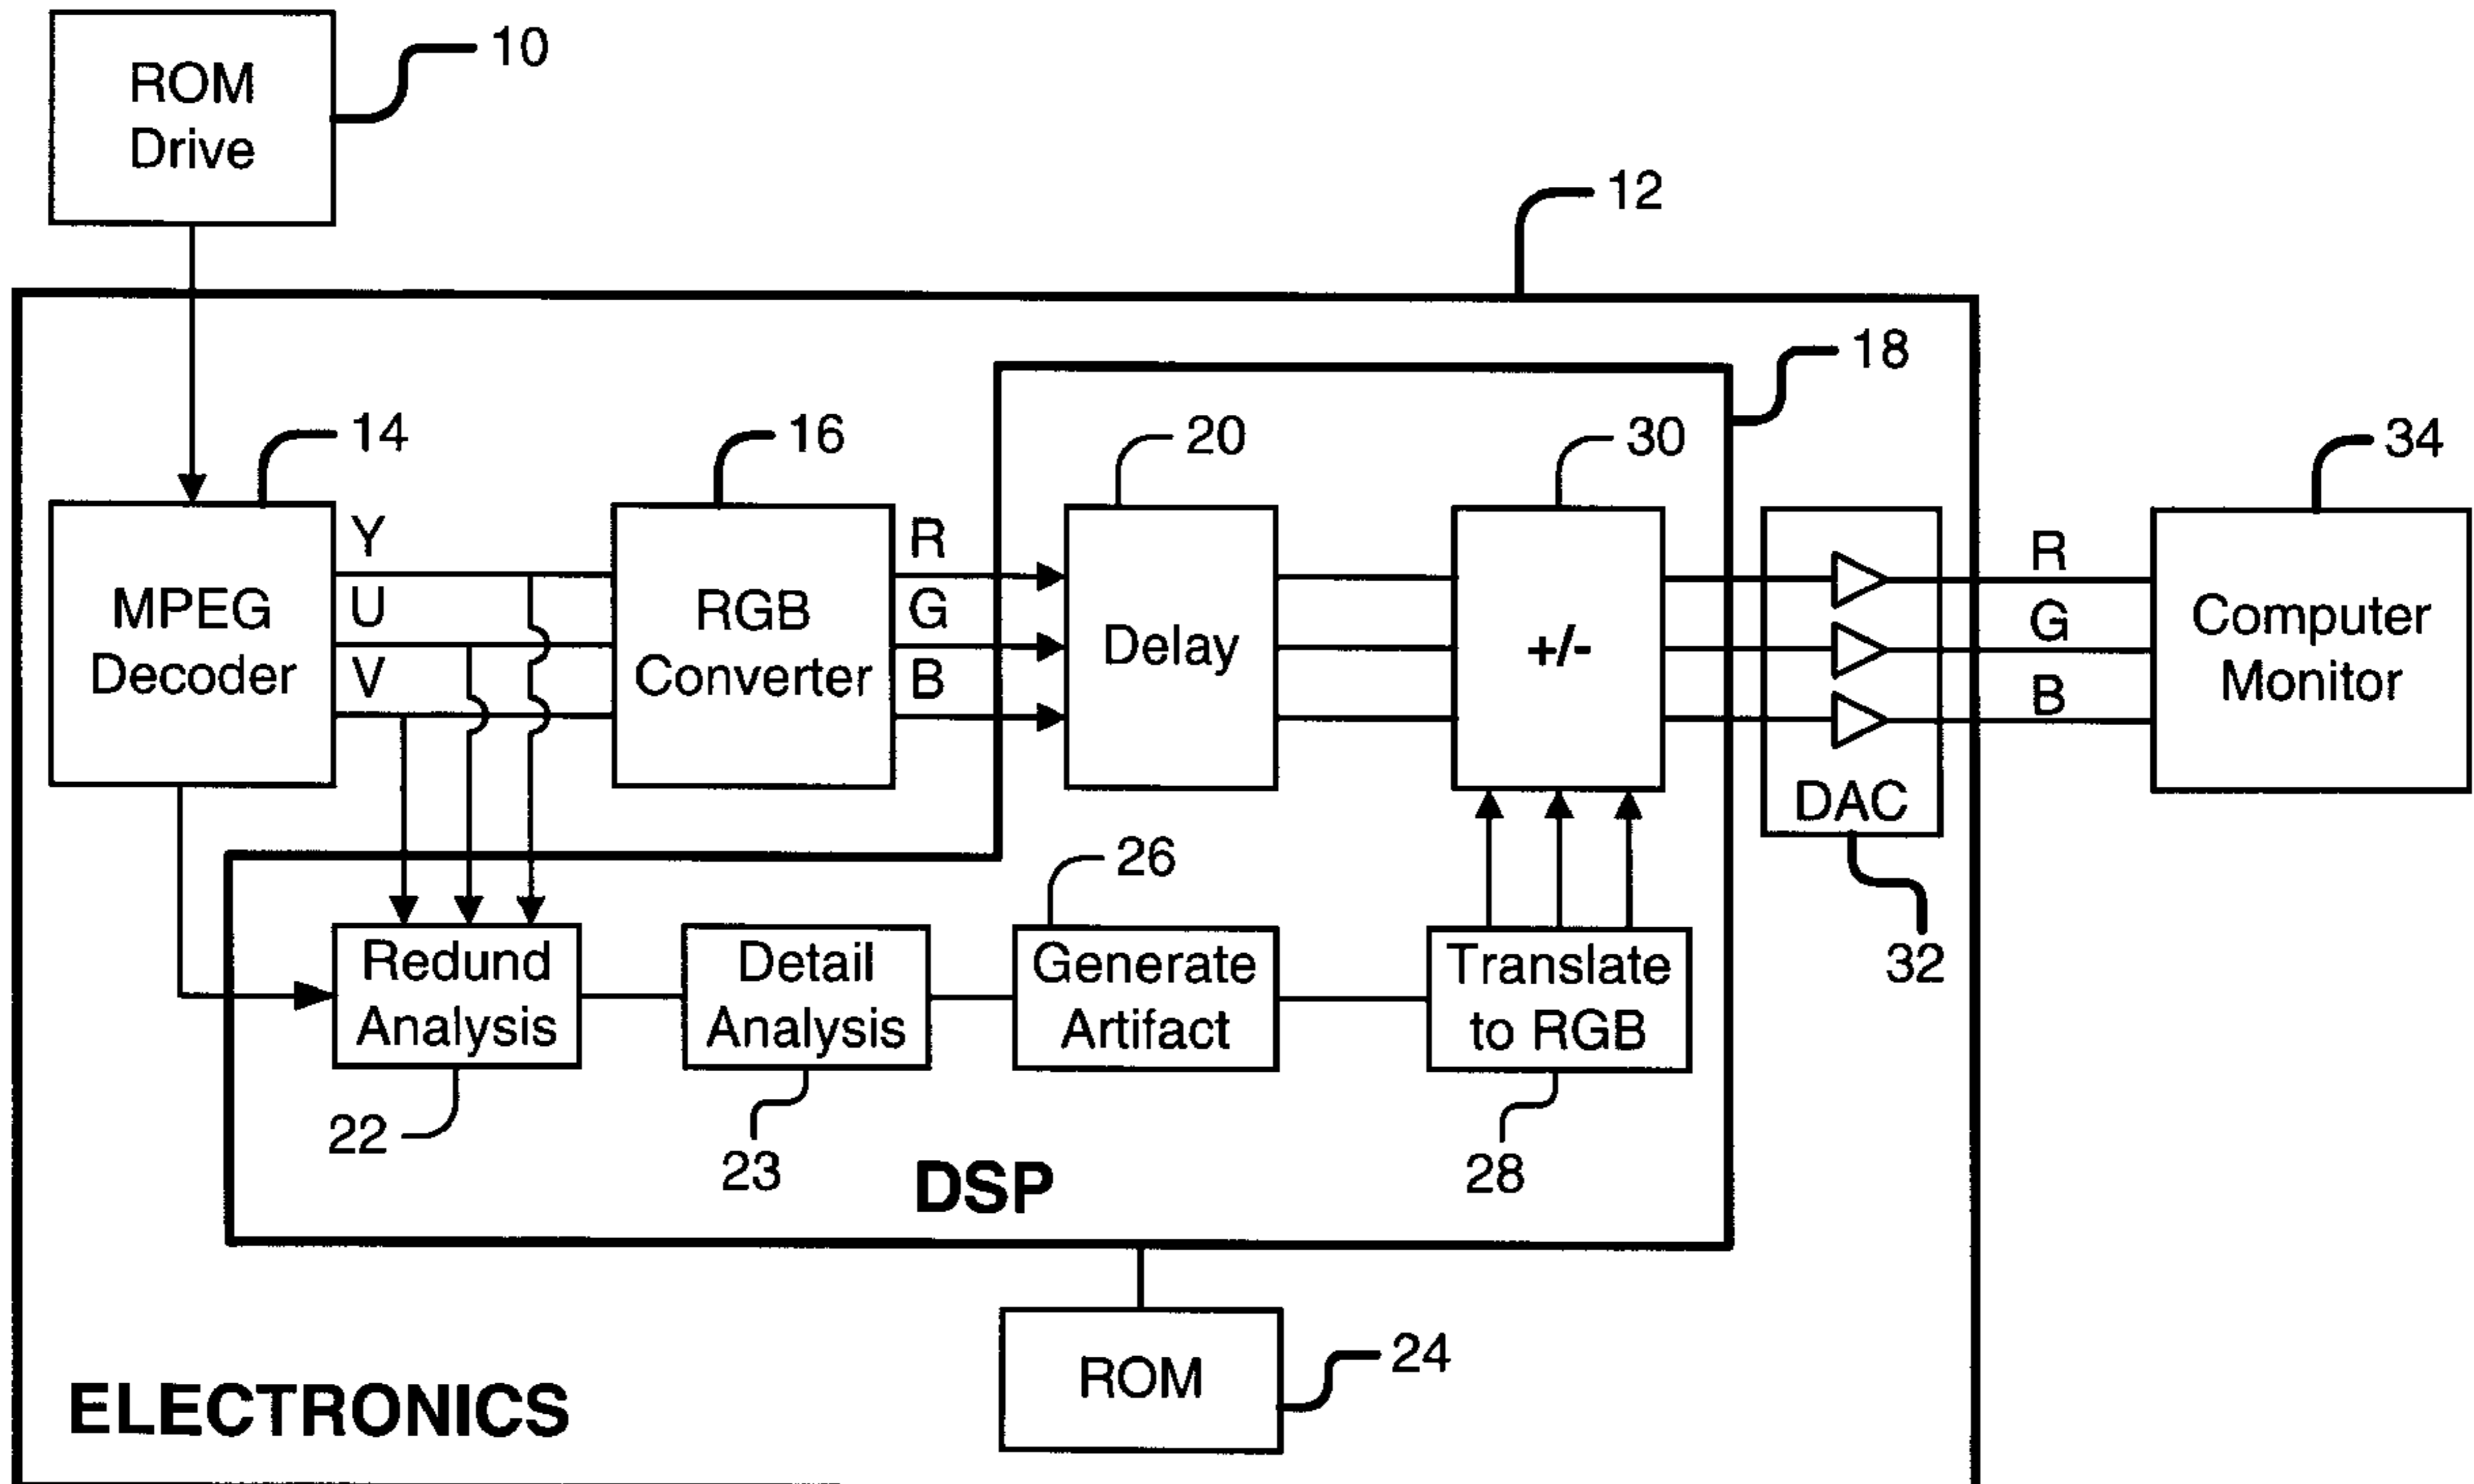 ROM
Drive
10
12
18
14
16
20
30
34
MPEG
Decoder
Y
U
V
RGB
Converter
R
G
B
Delay
+/-
DAC
32
R
G
B
Computer
Monitor
Redund
Analysis
22
Detail
Analysis
23
26
Generate
Artifact
Translate
to RGB
28
DSP
ROM
24
ELECTRONICS